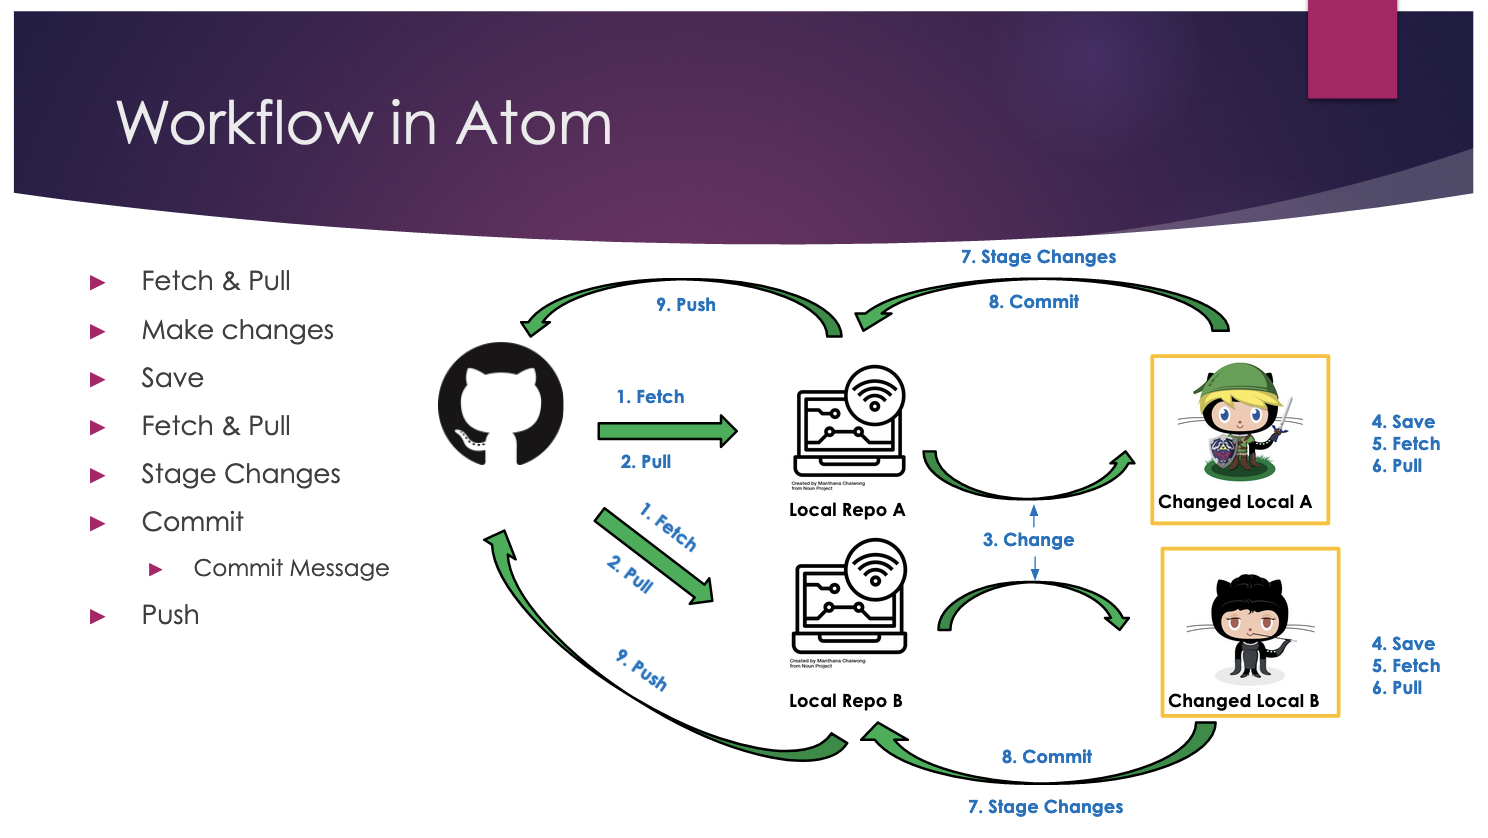 Workflow in Atom
Fetch & Pull
Make changes
Save
Fetch & Pull
Stage Changes
Commit
Commit Message
Push
7. Stage Changes
8. Commit
9. Push
1. Fetch
2. Pull
Created by Manthana Chaiwong
from Noun Project
Local Repo A
Changed Local A
4. Save
5. Fetch
6. Pull
3. Change
1. Fetch
2. Pull
9. Push
Created by Manthana Chaiwong
from Noun Project
Local Repo B
Changed Local B
4. Save
5. Fetch
6. Pull
8. Commit
7. Stage Changes